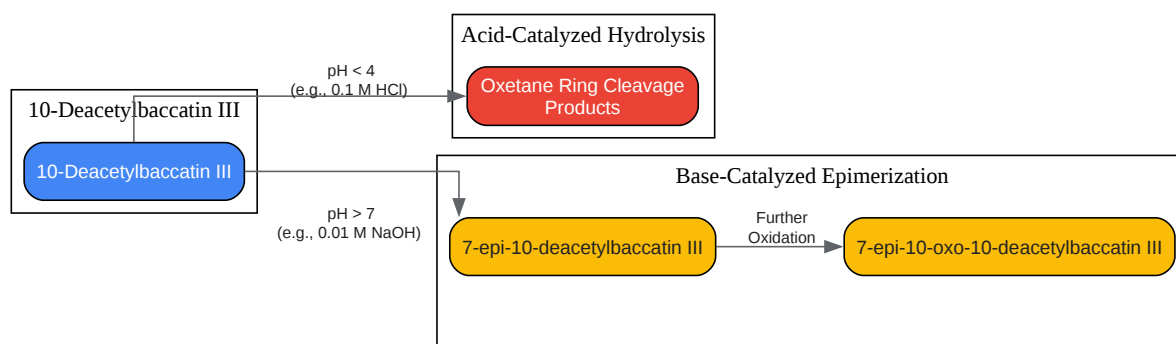 Acid-Catalyzed Hydrolysis
pH < 4
(e.g., 0.1 M HCl)
Oxetane Ring Cleavage
Products
10-Deacetylbaccatin III
10-Deacetylbaccatin III
Base-Catalyzed Epimerization
pH > 7
(e.g., 0.01 M NaOH)
7-epi-10-deacetylbaccatin III
Further
Oxidation
7-epi-10-oxo-10-deacetylbaccatin III